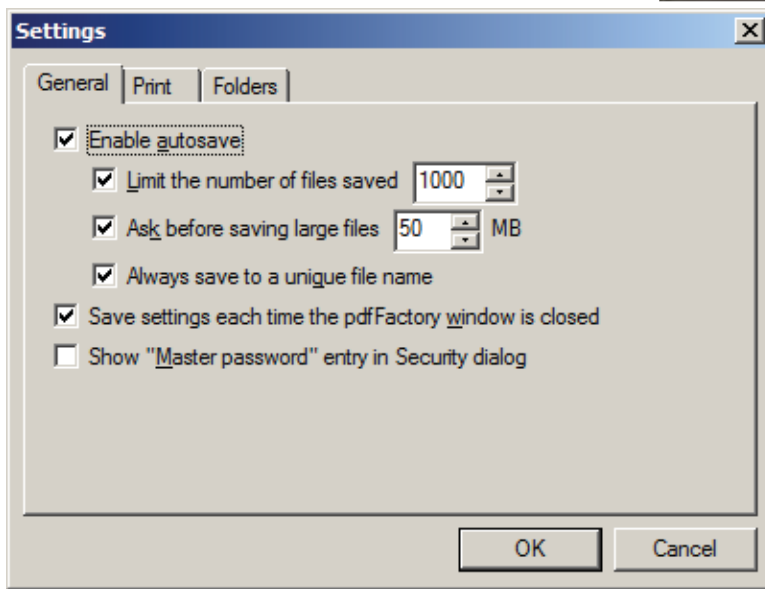 Settings
General Print Folders
Enable autosave
Limit the number of files saved 1000
Ask before saving large files 50 MB
Always save to a unique file name
Save settings each time the pdfFactory window is closed
Show "Master password" entry in Security dialog
OK Cancel